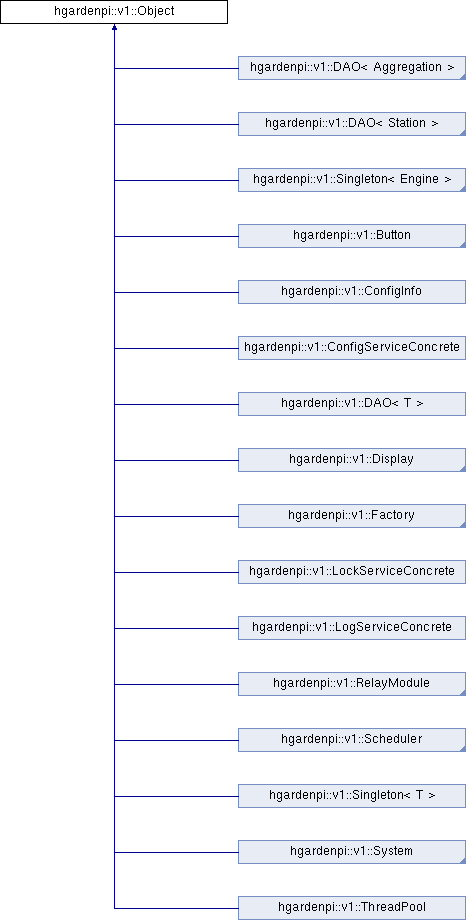 hgardenpi::v1::Object
hgardenpi::v1::DAO< Aggregation >
hgardenpi::v1::DAO< Station >
hgardenpi::v1::Singleton< Engine >
hgardenpi::v1::Button
hgardenpi::v1::ConfigInfo
hgardenpi::v1::ConfigServiceConcrete
hgardenpi::v1::DAO< T >
hgardenpi::v1::Display
hgardenpi::v1::Factory
hgardenpi::v1::LockServiceConcrete
hgardenpi::v1::LogServiceConcrete
hgardenpi::v1::RelayModule
hgardenpi::v1::Scheduler
hgardenpi::v1::Singleton< T >
hgardenpi::v1::System
hgardenpi::v1::ThreadPool